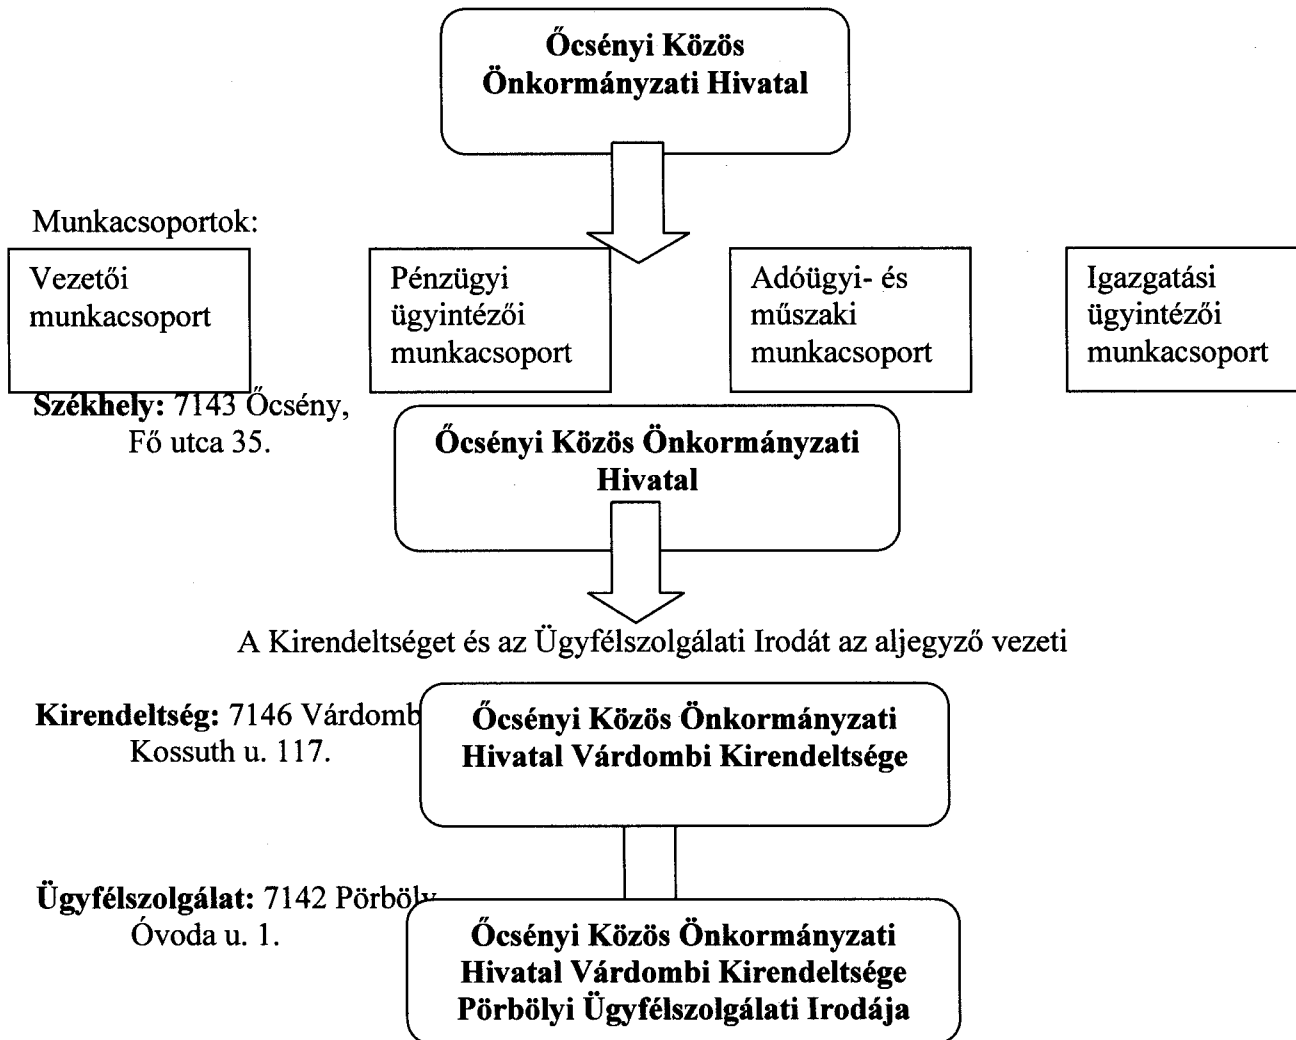 Őcsényi Közös
Önkormányzati Hivatal
Munkacsoportok:
Vezetői
munkacsoport
Pénzügyi
ügyintézői
munkacsoport
Adóügyi- és
műszaki
munkacsoport
Igazgatási
ügyintézői
munkacsoport
Székhely: 7143 Őcsény,
Fő utca 35.
Őcsényi Közös Önkormányzati
Hivatal
A Kirendeltséget és az Ügyfélszolgálati Irodát az aljegyző vezeti
Kirendeltség: 7146 Várdomb
Kossuth u. 117.
Őcsényi Közös Önkormányzati
Hivatal Várdombi Kirendeltsége
Ügyfélszolgálat: 7142 Pörböly
Óvoda u. 1.
Őcsényi Közös Önkormányzati
Hivatal Várdombi Kirendeltsége
Pörbölyi Ügyfélszolgálati Irodája